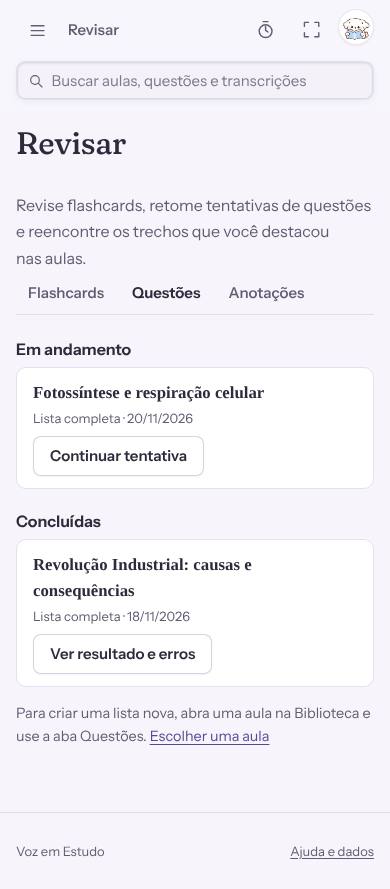 Revisar
Buscar aulas, questões e transcrições
Revisar
Revise flashcards, retome tentativas de questões
e reencontre os trechos que você destacou
nas aulas.
Flashcards Questões Anotações
Em andamento
Fotossíntese e respiração celular
Lista completa · 20/11/2026
Continuar tentativa
Concluídas
Revolução Industrial: causas e
consequências
Lista completa · 18/11/2026
Ver resultado e erros
Para criar uma lista nova, abra uma aula na Biblioteca e
use a aba Questões. Escolher uma aula
Voz em Estudo Ajuda e dados